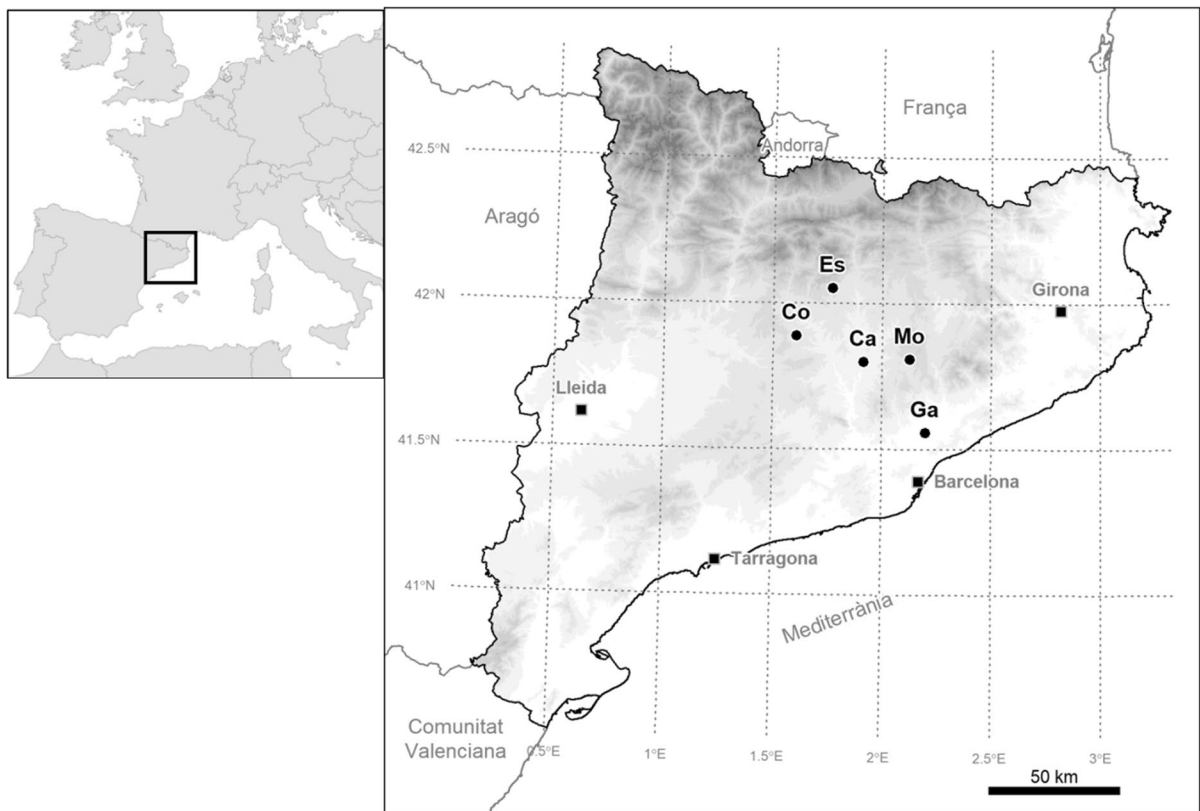 França
Andorra
42.5°N
Aragó
Es
42°N
Girona
Co
Ca
Mo
Lleida
Ga
41.5°N
Barcelona
Tarragona
41°N
Mediterrània
Comunitat
Valenciana
0.5°E
1°E
1.5°E
2°E
2.5°E
3°E
50 km